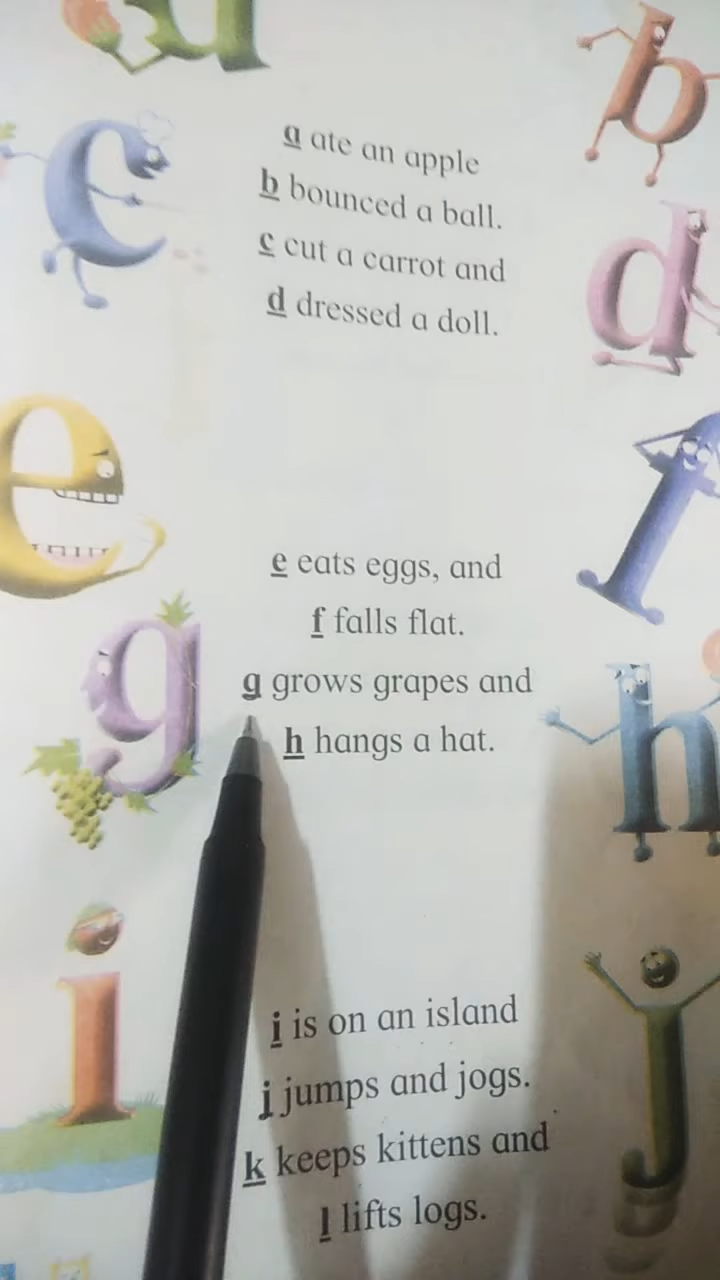 a ate an apple
b bounced a ball.
c cut a carrot and
d dressed a doll.
e eats eggs, and
f falls flat.
g grows grapes and
h hangs a hat.
i is on an island
j jumps and jogs.
k keeps kittens and
l lifts logs.